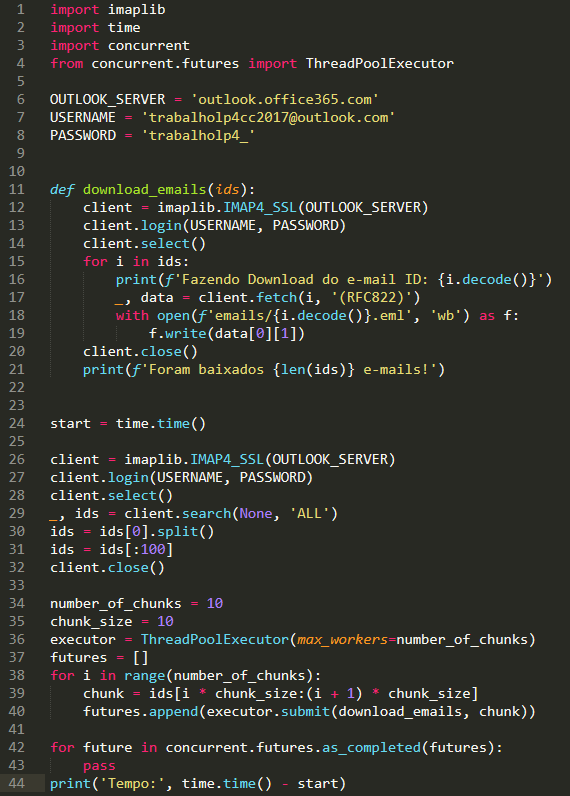 1 import imaplib
2 import time
3 import concurrent
4 from concurrent.futures import ThreadPoolExecutor
5
6 OUTLOOK_SERVER = 'outlook.office365.com'
7 USERNAME = 'trabalholp4cc2017@outlook.com'
8 PASSWORD = 'trabalholp4_'
9
10
11 def download_emails(ids):
12     client = imaplib.IMAP4_SSL(OUTLOOK_SERVER)
13     client.login(USERNAME, PASSWORD)
14     client.select()
15     for i in ids:
16         print(f'Fazendo Download do e-mail ID: {i.decode()}')
17         _, data = client.fetch(i, '(RFC822)')
18         with open(f'emails/{i.decode()}.eml', 'wb') as f:
19             f.write(data[0][1])
20     client.close()
21     print(f'Foram baixados {len(ids)} e-mails!')
22
23
24 start = time.time()
25
26 client = imaplib.IMAP4_SSL(OUTLOOK_SERVER)
27 client.login(USERNAME, PASSWORD)
28 client.select()
29 _, ids = client.search(None, 'ALL')
30 ids = ids[0].split()
31 ids = ids[:100]
32 client.close()
33
34 number_of_chunks = 10
35 chunk_size = 10
36 executor = ThreadPoolExecutor(max_workers=number_of_chunks)
37 futures = []
38 for i in range(number_of_chunks):
39     chunk = ids[i * chunk_size:(i + 1) * chunk_size]
40     futures.append(executor.submit(download_emails, chunk))
41
42 for future in concurrent.futures.as_completed(futures):
43     pass
44 print('Tempo:', time.time() - start)